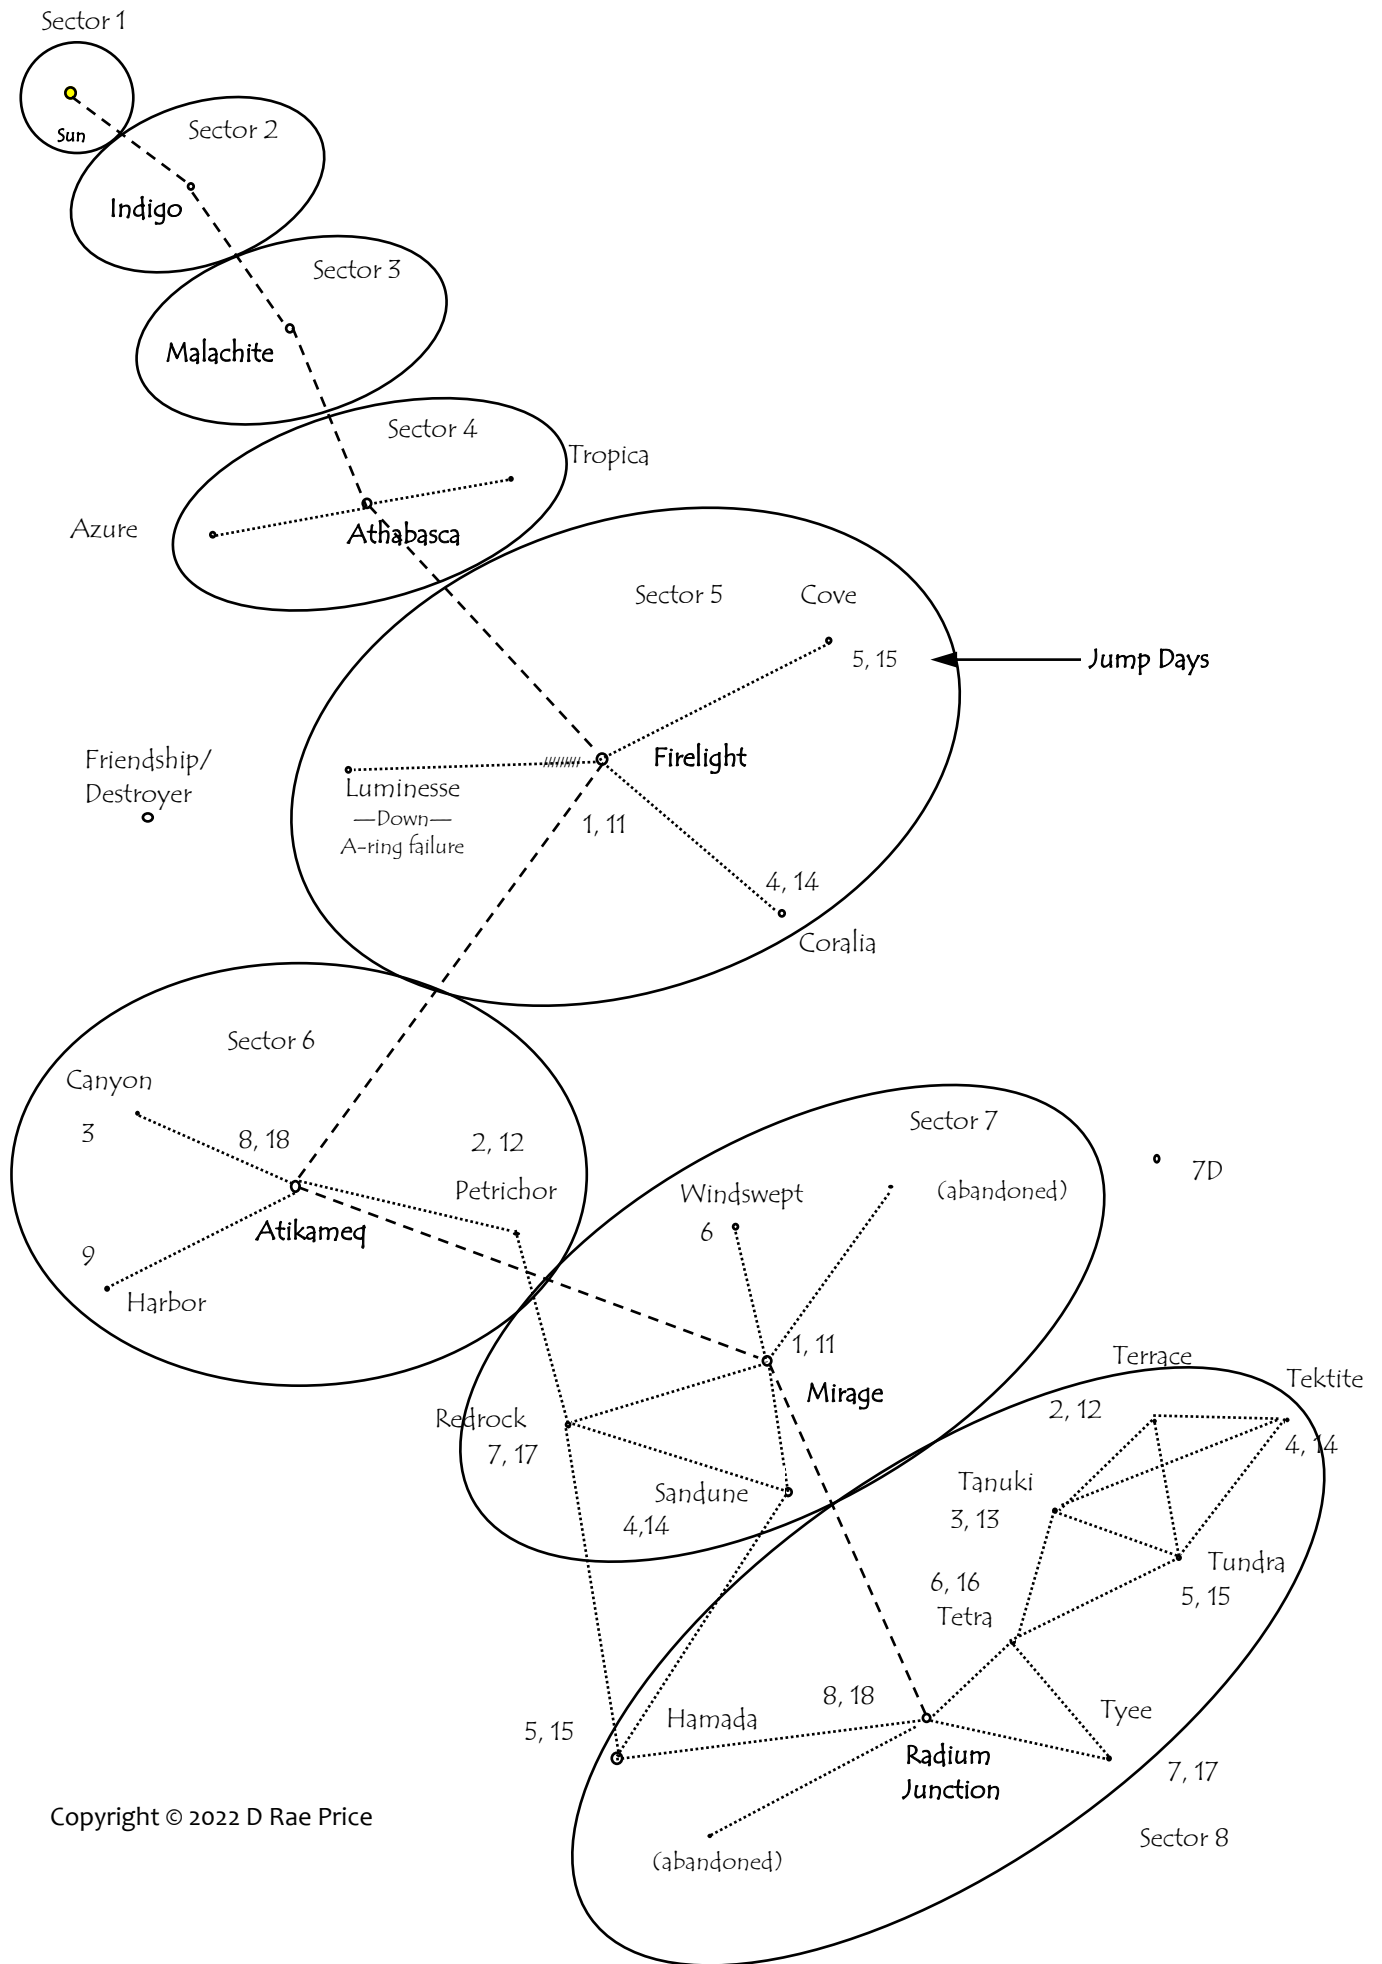 Sector 1
Sun
Sector 2
Indigo
Sector 3
Malachite
Sector 4
Tropica
Azure
Athabasca
Sector 5
Cove
5, 15
Jump Days
Friendship/
Destroyer
Firelight
Luminesse
—Down—
A-ring failure
1, 11
4, 14
Coralia
Sector 6
Canyon
3
8, 18
2, 12
Petrichor
Atikameq
9
Harbor
Sector 7
7D
Windswept
6
(abandoned)
1, 11
Mirage
Redrock
7, 17
Sandune
4,14
Terrace
Tektite
2, 12
4, 14
Tanuki
3, 13
Tundra
5, 15
6, 16
Tetra
8, 18
Hamada
5, 15
Tyee
7, 17
Radium
Junction
(abandoned)
Sector 8
Copyright © 2022 D Rae Price